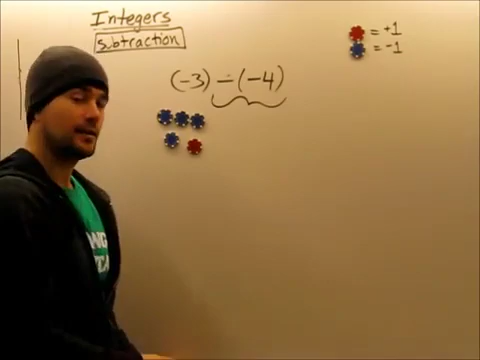 Integers
subtraction
= +1
= -1
(-3) - (-4)